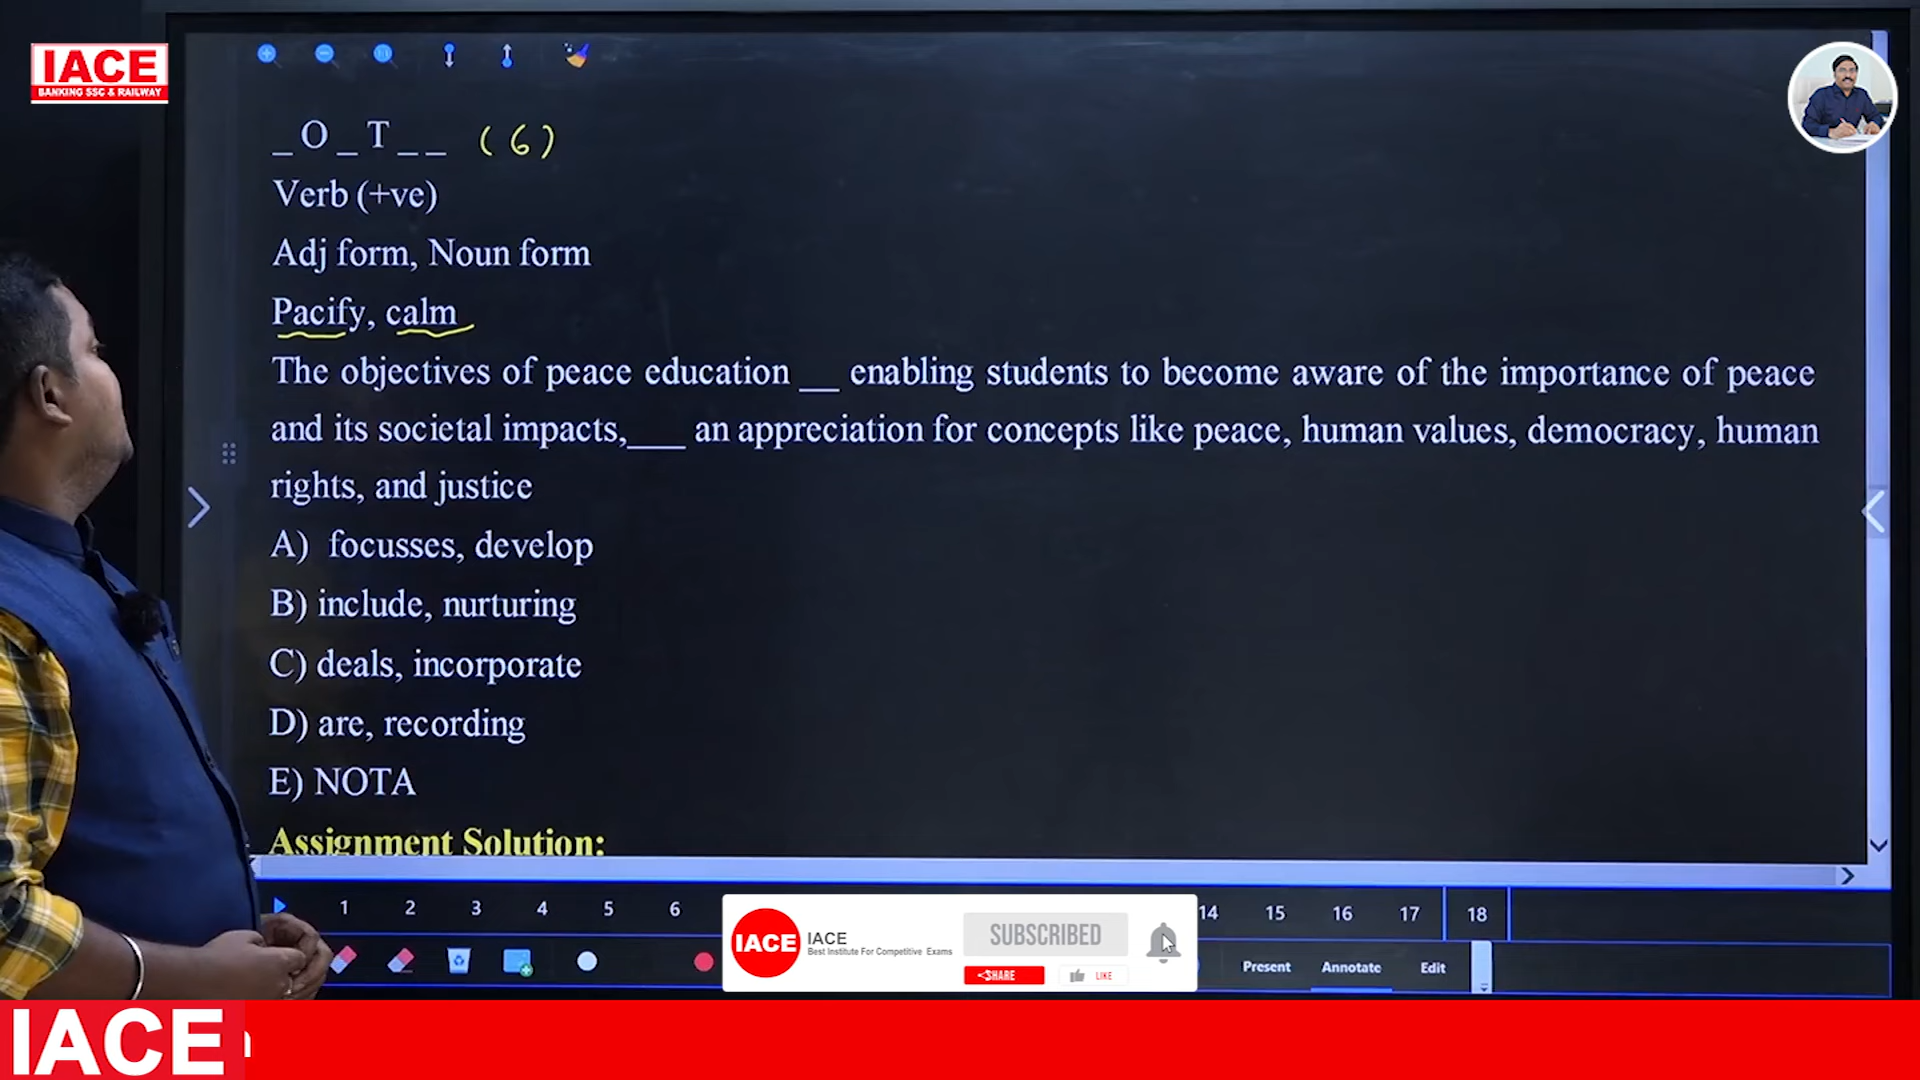 IACE
BANKING SSC & RAILWAY
_ O _ T _ _ (6)
Verb (+ve)
Adj form, Noun form
Pacify, calm
The objectives of peace education __ enabling students to become aware of the importance of peace
and its societal impacts,___ an appreciation for concepts like peace, human values, democracy, human
rights, and justice
A) focusses, develop
B) include, nurturing
C) deals, incorporate
D) are, recording
E) NOTA
Assignment Solution:
1 2 3 4 5 6 14 15 16 17 18
IACE
IACE
Best Institute For Competitive Exams
SUBSCRIBED
SHARE
LIKE
Present Annotate Edit
IACE